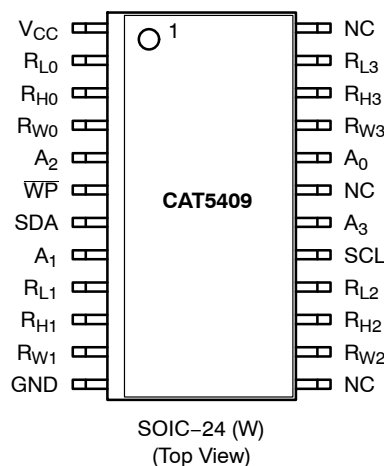 VCC 1 NC
RL0 RL3
RH0 RH3
RW0 RW3
A2 A0
WP NC
CAT5409
SDA A3
A1 SCL
RL1 RL2
RH1 RH2
RW1 RW2
GND NC
SOIC−24 (W)
(Top View)